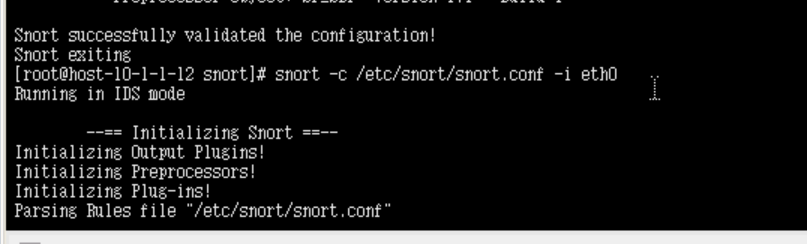 Snort successfully validated the configuration!
Snort exiting
[root@host-10-1-1-12 snort]# snort -c /etc/snort/snort.conf -i eth0
Running in IDS mode
--== Initializing Snort ==--
Initializing Output Plugins!
Initializing Preprocessors!
Initializing Plug-ins!
Parsing Rules file "/etc/snort/snort.conf"